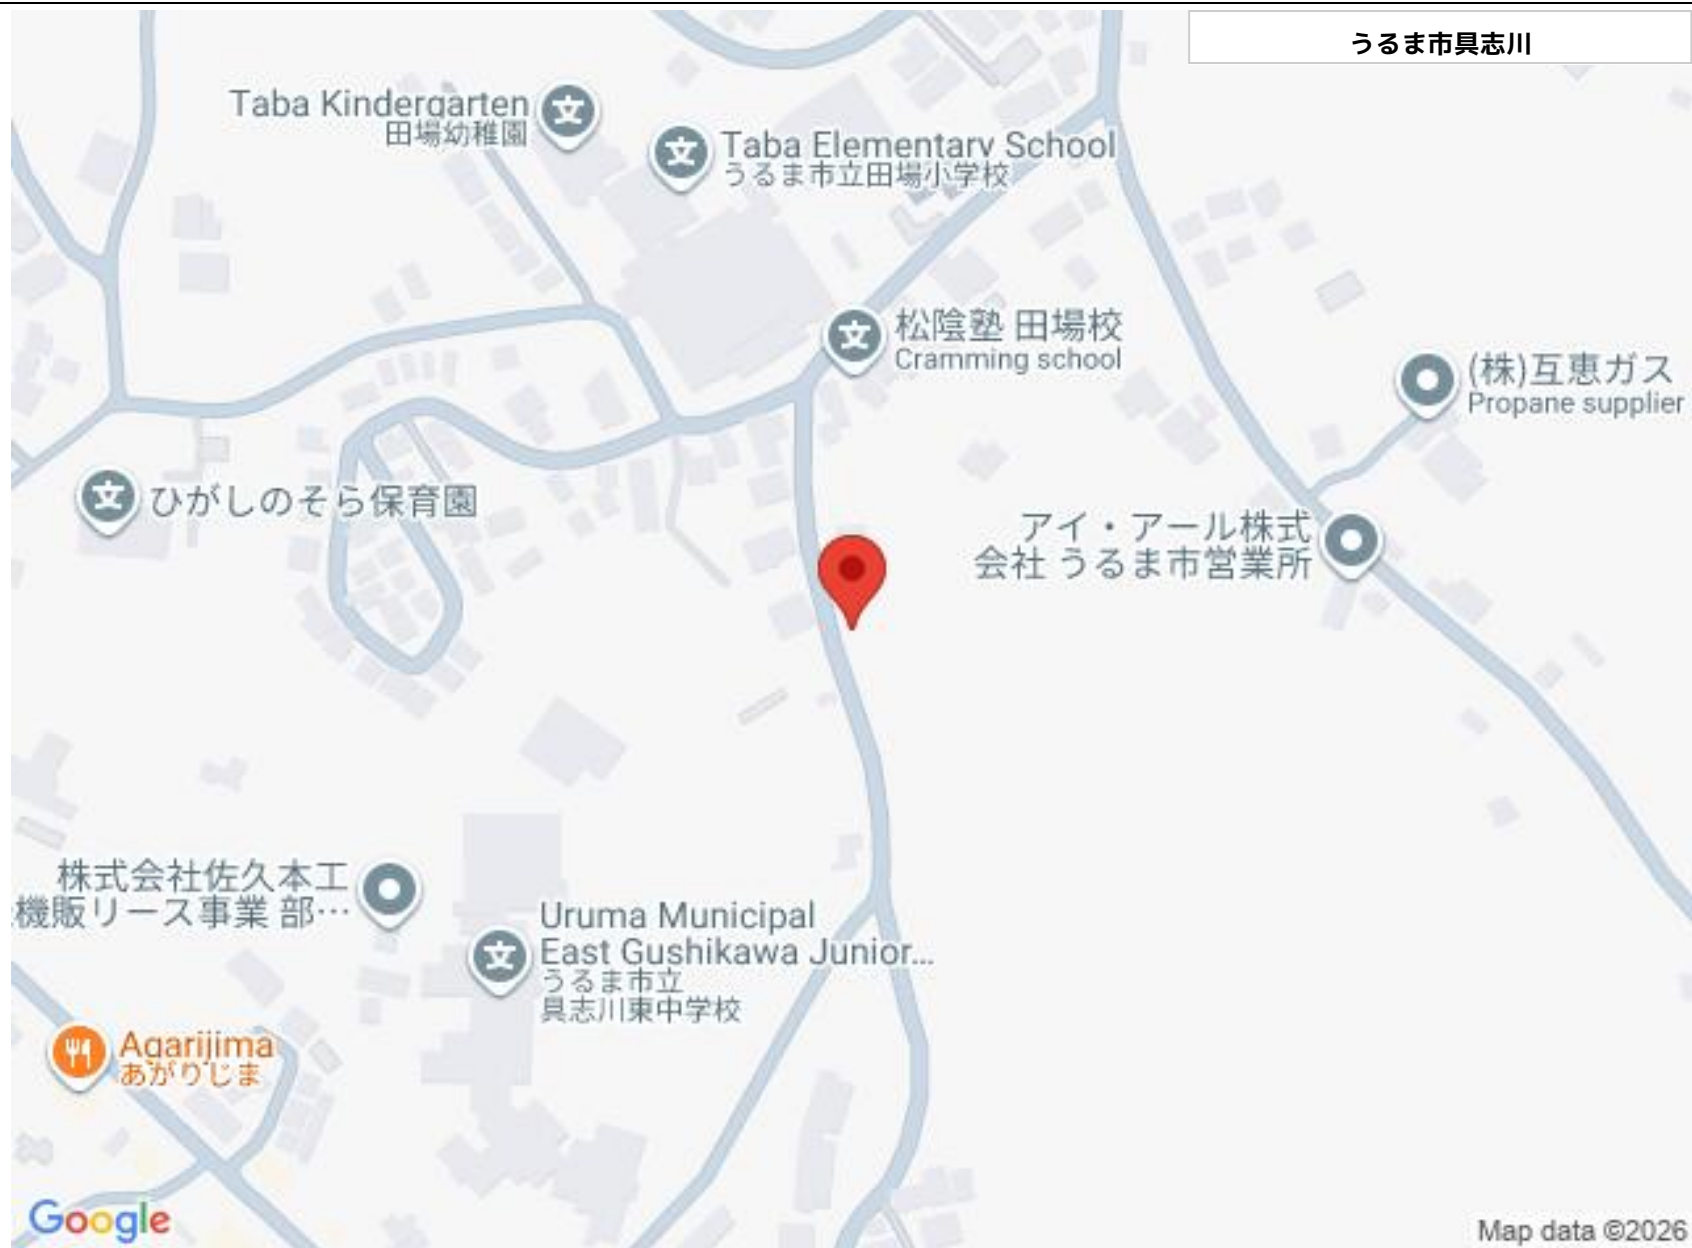 うるま市具志川
Taba Kindergarten
田場幼稚園
Taba Elementary School
うるま市立田場小学校
松陰塾 田場校
Cramming school
(株)互恵ガス
Propane supplier
ひがしのそら保育園
アイ・アール株式
会社 うるま市営業所
株式会社佐久本工
機販リース事業 部…
Uruma Municipal
East Gushikawa Junior...
うるま市立
具志川東中学校
Agarijima
あがりじま
Google
Map data ©2026